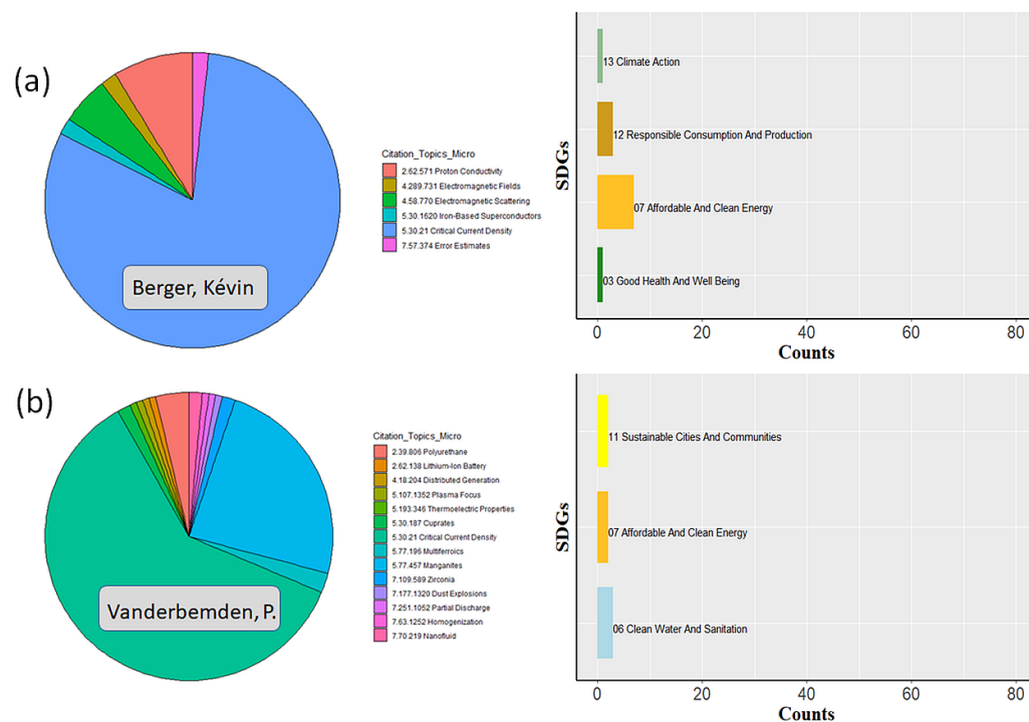 (a)
Berger, Kévin
Citation_Topics_Micro
2.62.571 Proton Conductivity
4.289.731 Electromagnetic Fields
4.58.770 Electromagnetic Scattering
5.30.1620 Iron-Based Superconductors
5.30.21 Critical Current Density
7.57.374 Error Estimates
SDGs
13 Climate Action
12 Responsible Consumption And Production
07 Affordable And Clean Energy
03 Good Health And Well Being
0 20 40 60 80
Counts
(b)
Vanderbemden, P.
Citation_Topics_Micro
2.39.806 Polyurethane
2.62.138 Lithium-Ion Battery
4.18.204 Distributed Generation
5.107.1352 Plasma Focus
5.193.346 Thermoelectric Properties
5.30.187 Cuprates
5.30.21 Critical Current Density
5.77.196 Multiferroics
5.77.457 Manganites
7.109.589 Zirconia
7.177.1320 Dust Explosions
7.251.1052 Partial Discharge
7.63.1252 Homogenization
7.70.219 Nanofluid
SDGs
11 Sustainable Cities And Communities
07 Affordable And Clean Energy
06 Clean Water And Sanitation
0 20 40 60 80
Counts